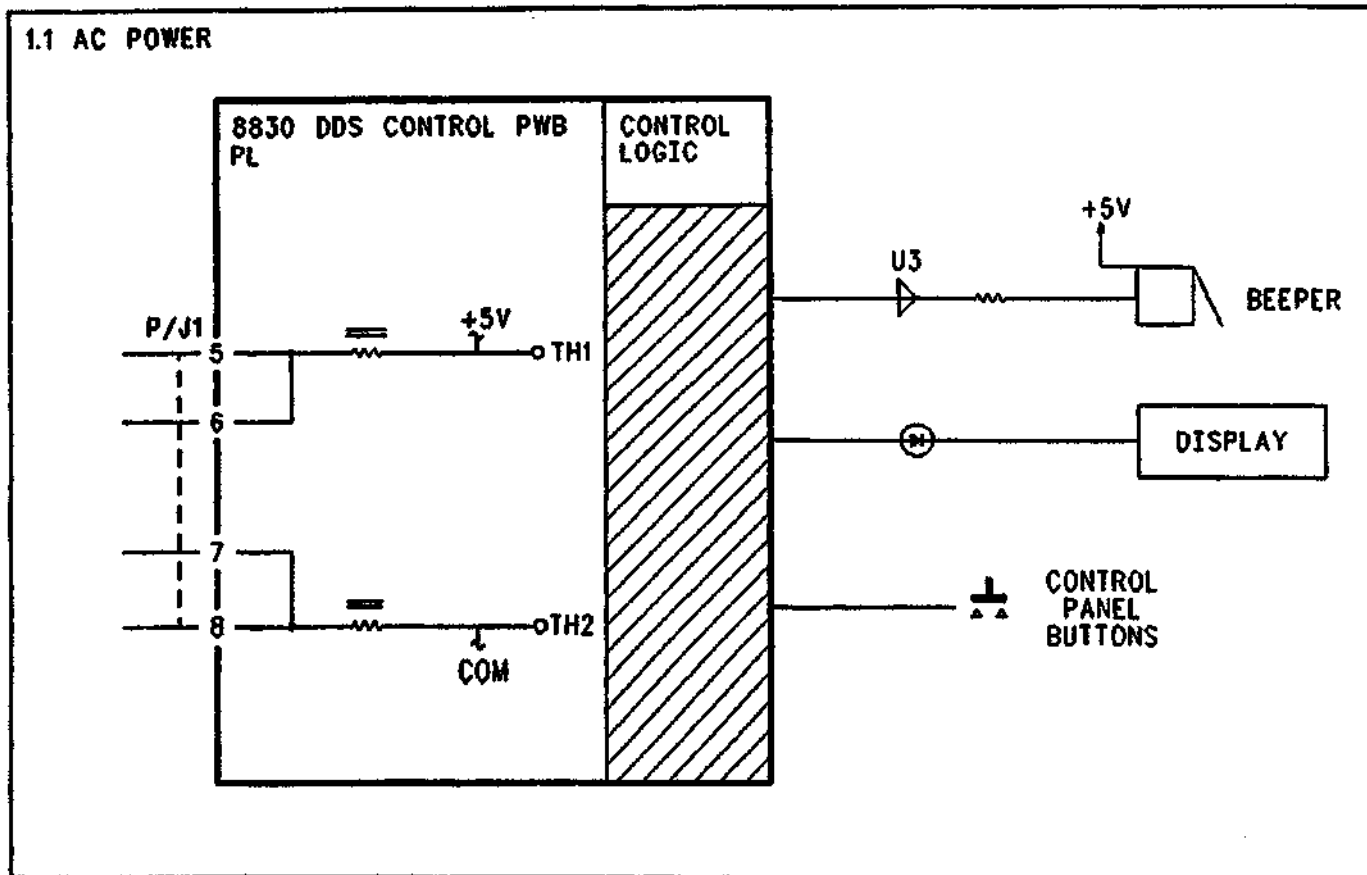 1.1 AC POWER
8830 DDS CONTROL PWB
PL
CONTROL
LOGIC
+5V
U3
BEEPER
P/J1
5
+5V
TH1
6
DISPLAY
7
8
TH2
COM
CONTROL
PANEL
BUTTONS